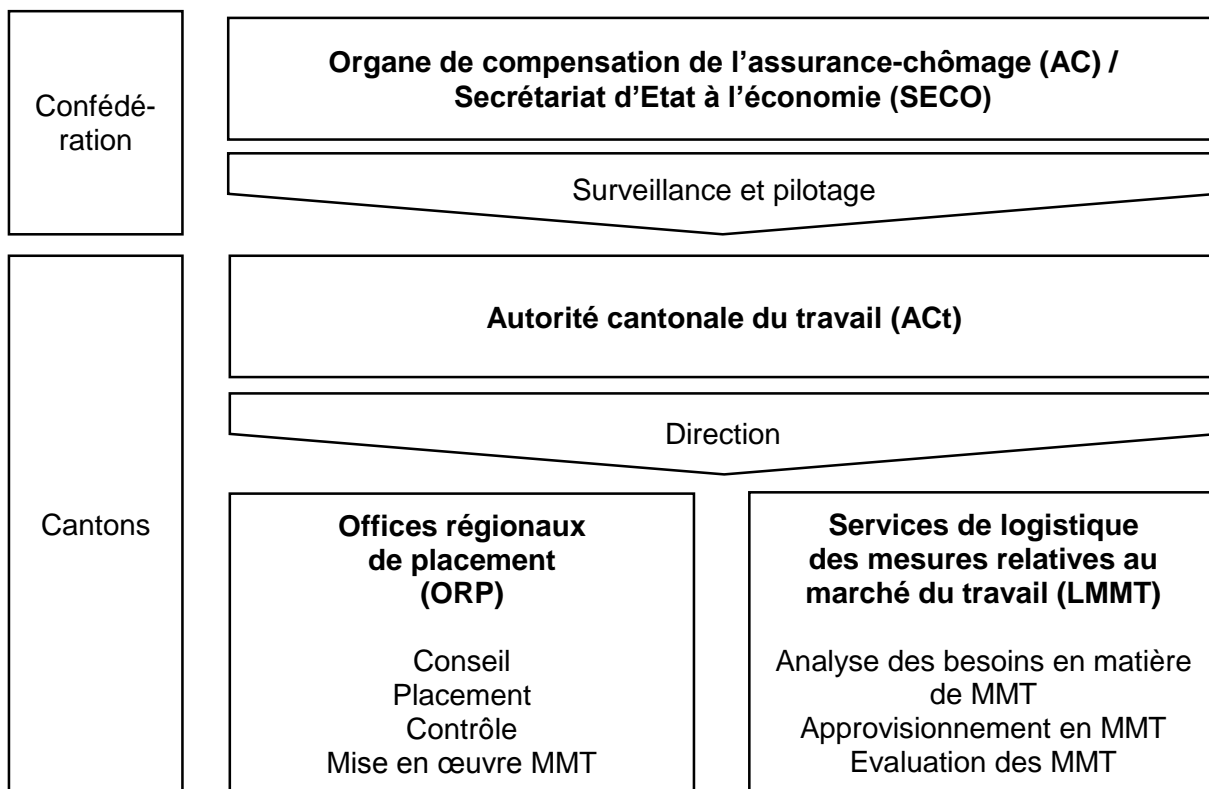 Confédé-
ration
Organe de compensation de l’assurance-chômage (AC) /
Secrétariat d’Etat à l’économie (SECO)
Surveillance et pilotage
Cantons
Autorité cantonale du travail (ACt)
Direction
Offices régionaux
de placement
(ORP)
Conseil
Placement
Contrôle
Mise en œuvre MMT
Services de logistique
des mesures relatives au
marché du travail (LMMT)
Analyse des besoins en matière
de MMT
Approvisionnement en MMT
Evaluation des MMT